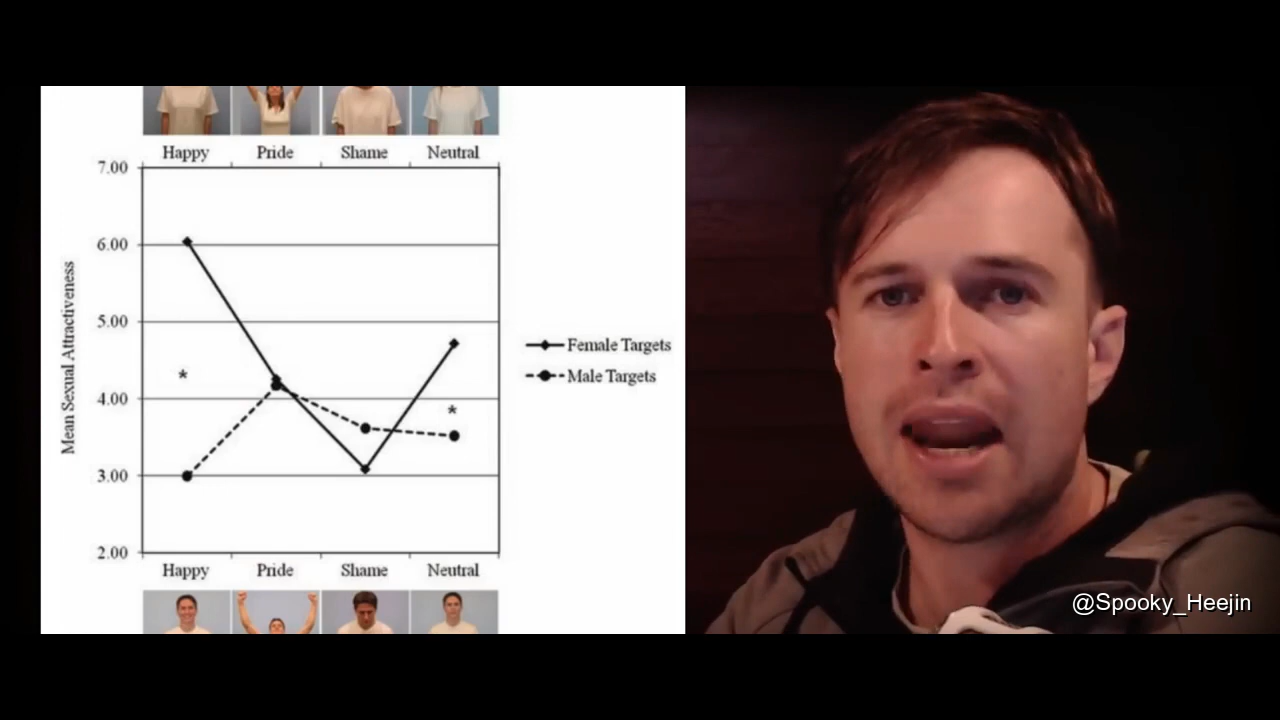 Happy Pride Shame Neutral
7.00
6.00
5.00
4.00
3.00
2.00
Mean Sexual Attractiveness
*
*
Female Targets
Male Targets
Happy Pride Shame Neutral
@Spooky_Heejin